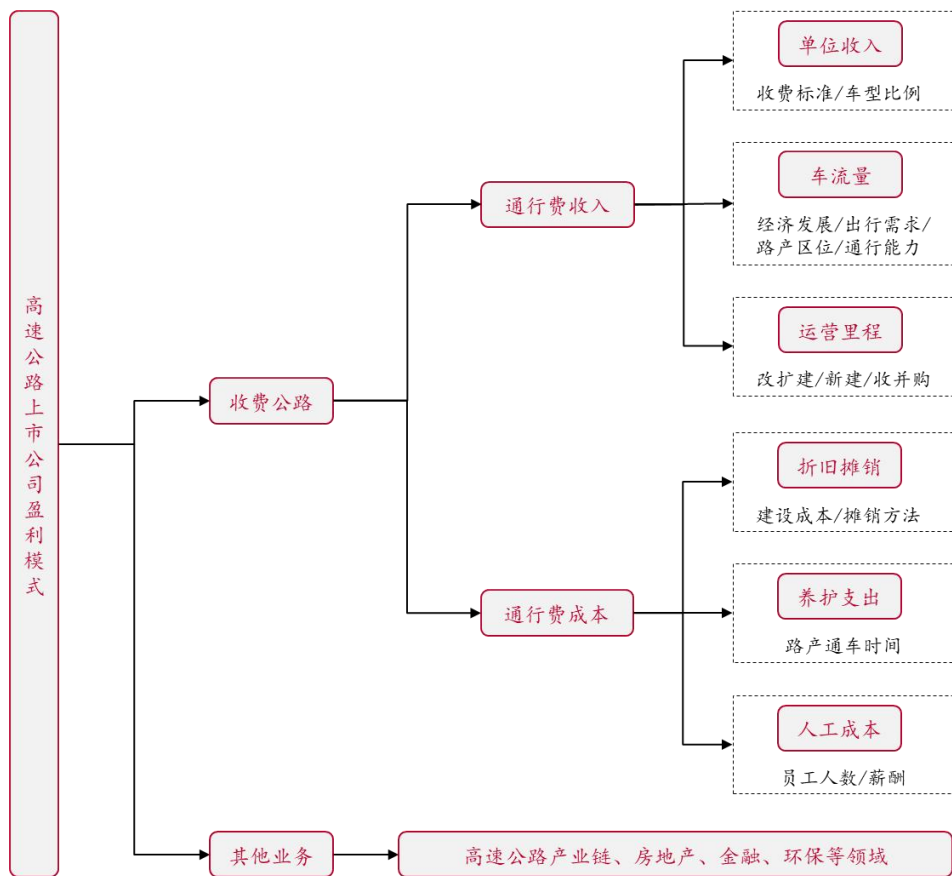 高速公路上市公司盈利模式
收费公路
通行费收入
单位收入
收费标准/车型比例
车流量
经济发展/出行需求/
路产区位/通行能力
运营里程
改扩建/新建/收并购
通行费成本
折旧摊销
建设成本/摊销方法
养护支出
路产通车时间
人工成本
员工人数/薪酬
其他业务
高速公路产业链、房地产、金融、环保等领域